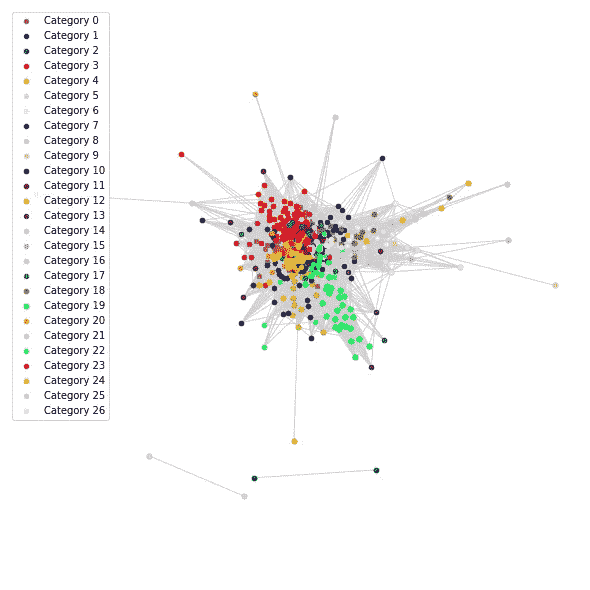 Category 0
Category 1
Category 2
Category 3
Category 4
Category 5
Category 6
Category 7
Category 8
Category 9
Category 10
Category 11
Category 12
Category 13
Category 14
Category 15
Category 16
Category 17
Category 18
Category 19
Category 20
Category 21
Category 22
Category 23
Category 24
Category 25
Category 26